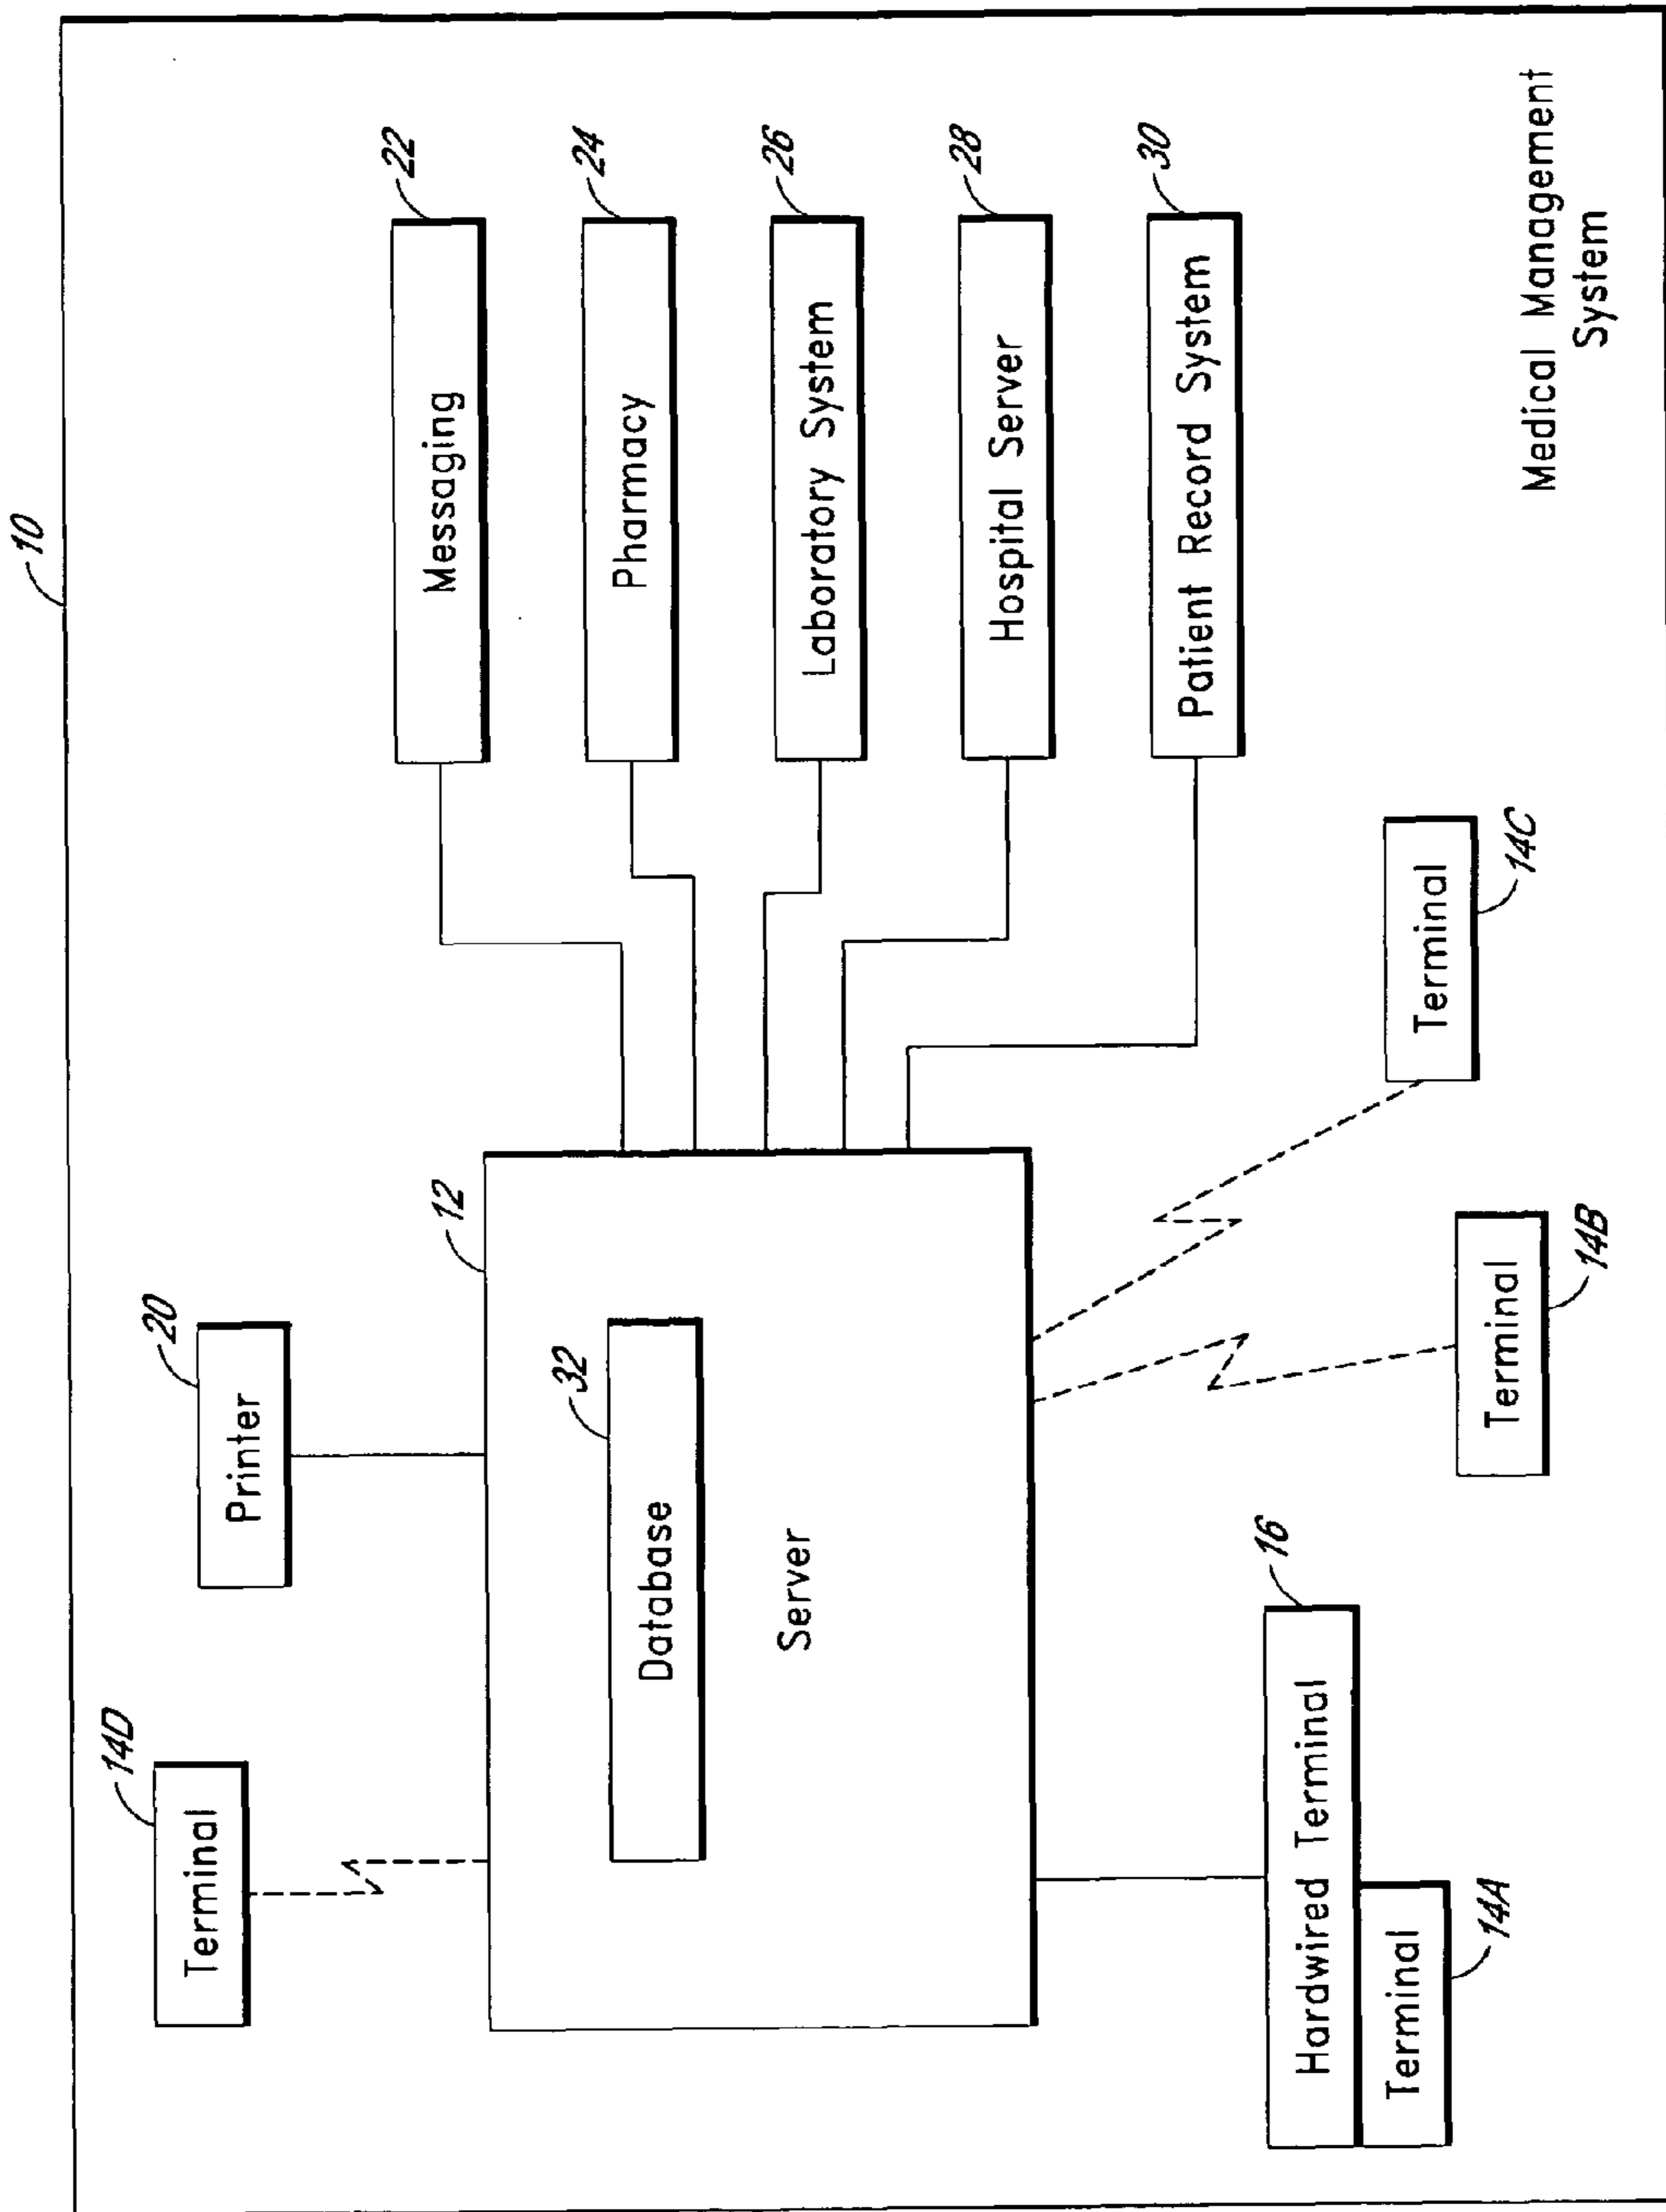 10
14D
Terminal
20
Printer
12
32
Database
Server
22
Messaging
24
Pharmacy
26
Laboratory System
28
Hospital Server
30
Patient Record System
16
Hardwired Terminal
Terminal
14A
Terminal
14B
Terminal
14C
Medical Management
System